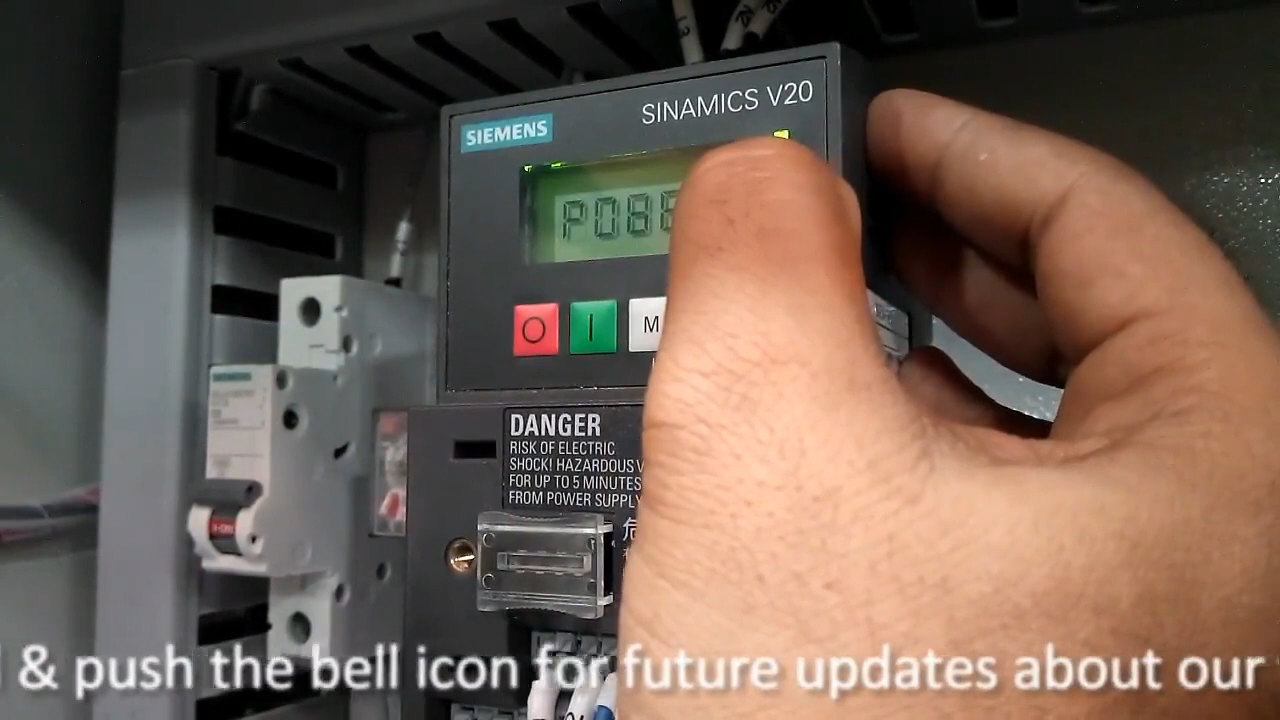 SINAMICS V20
SIEMENS
O
I
M
DANGER
RISK OF ELECTRIC
SHOCK! HAZARDOUS V
FOR UP TO 5 MINUTES
FROM POWER SUPPLY
危
SIEMENS
& push the bell icon for future updates about our